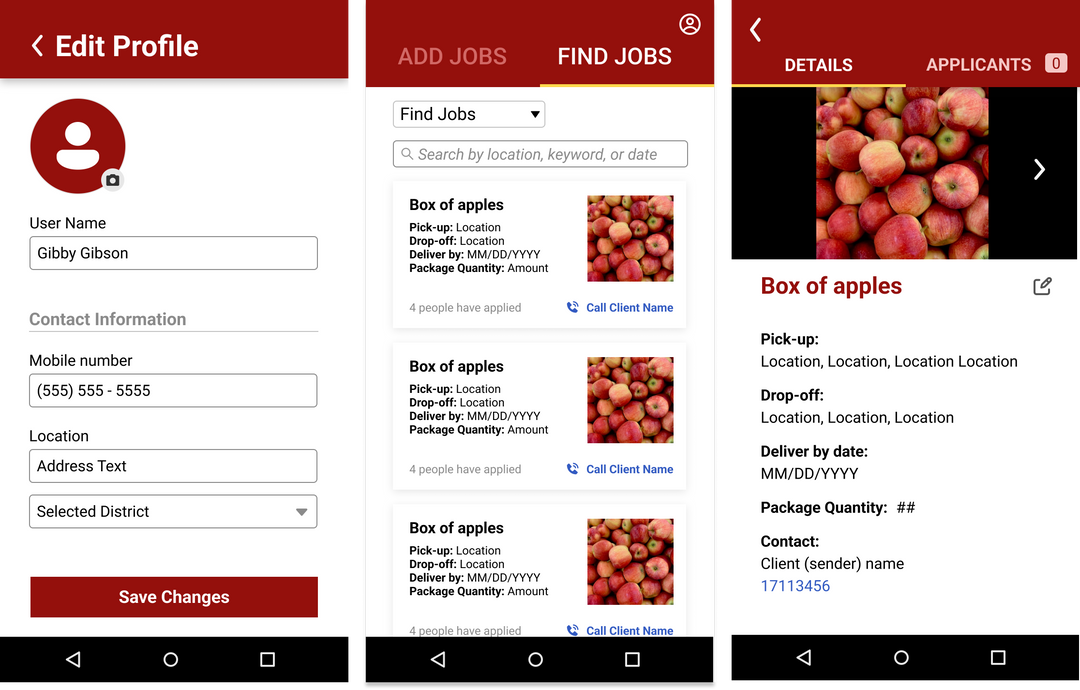 Edit Profile
User Name
Gibby Gibson
Contact Information
Mobile number
(555) 555 - 5555
Location
Address Text
Selected District
Save Changes
ADD JOBS
FIND JOBS
Find Jobs
Search by location, keyword, or date
Box of apples
Pick-up: Location
Drop-off: Location
Deliver by: MM/DD/YYYY
Package Quantity: Amount
4 people have applied
Call Client Name
Box of apples
Pick-up: Location
Drop-off: Location
Deliver by: MM/DD/YYYY
Package Quantity: Amount
4 people have applied
Call Client Name
Box of apples
Pick-up: Location
Drop-off: Location
Deliver by: MM/DD/YYYY
Package Quantity: Amount
4 people have applied
Call Client Name
DETAILS
APPLICANTS 0
Box of apples
Pick-up:
Location, Location, Location Location
Drop-off:
Location, Location, Location
Deliver by date:
MM/DD/YYYY
Package Quantity: ##
Contact:
Client (sender) name
17113456